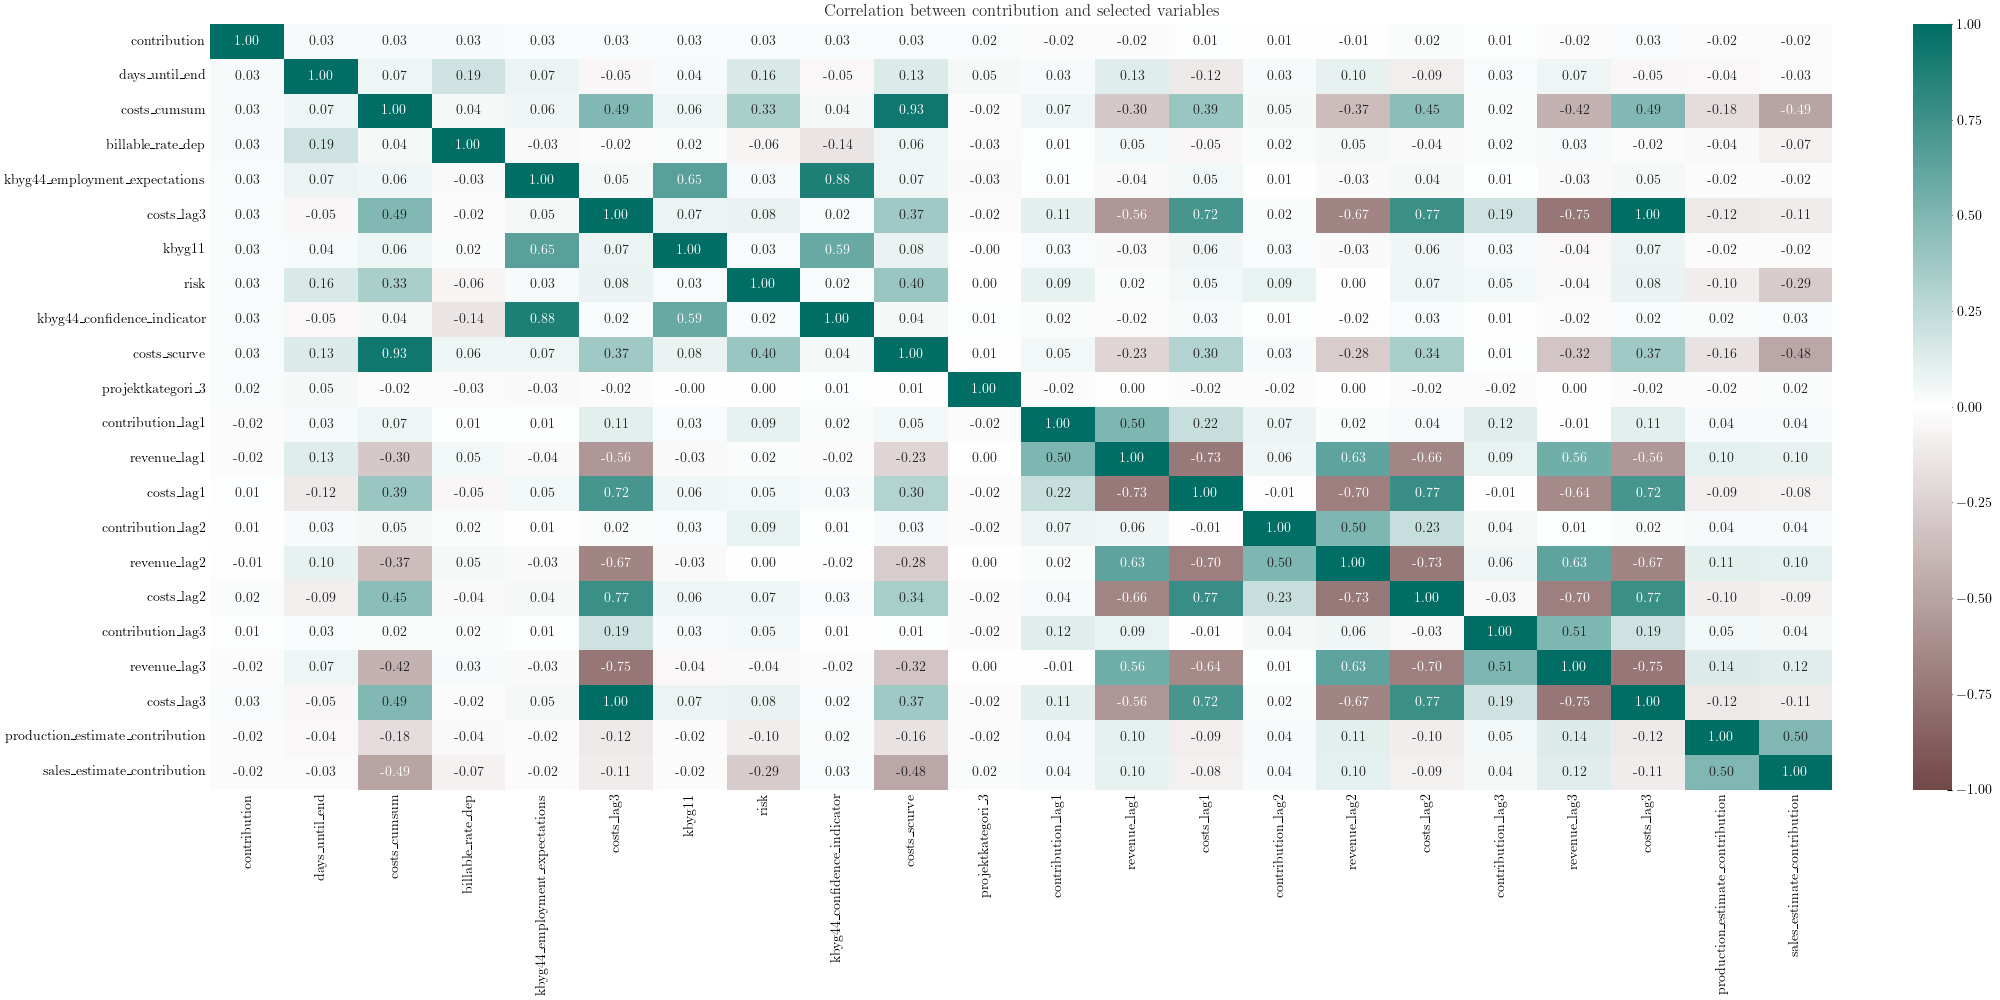 Correlation between contribution and selected variables
contribution 1.00 0.03 0.03 0.03 0.03 0.03 0.03 0.03 0.03 0.03 0.02 -0.02 -0.02 0.01 0.01 -0.01 0.02 0.01 -0.02 0.03 -0.02 -0.02
days_until_end 0.03 1.00 0.07 0.19 0.07 -0.05 0.04 0.16 -0.05 0.13 0.05 0.03 0.13 -0.12 0.03 0.10 -0.09 0.03 0.07 -0.05 -0.04 -0.03
costs_cumsum 0.03 0.07 1.00 0.04 0.06 0.49 0.06 0.33 0.04 0.93 -0.02 0.07 -0.30 0.39 0.05 -0.37 0.45 0.02 -0.42 0.49 -0.18 -0.49
billable_rate_dep 0.03 0.19 0.04 1.00 -0.03 -0.02 0.02 -0.06 -0.14 0.06 -0.03 0.01 0.05 -0.05 0.02 0.05 -0.04 0.02 0.03 -0.02 -0.04 -0.07
kbyg44_employment_expectations 0.03 0.07 0.06 -0.03 1.00 0.05 0.65 0.03 0.88 0.07 -0.03 0.01 -0.04 0.05 0.01 -0.03 0.04 0.01 -0.03 0.05 -0.02 -0.02
costs_lag3 0.03 -0.05 0.49 -0.02 0.05 1.00 0.07 0.08 0.02 0.37 -0.02 0.11 -0.56 0.72 0.02 -0.67 0.77 0.19 -0.75 1.00 -0.12 -0.11
kbyg11 0.03 0.04 0.06 0.02 0.65 0.07 1.00 0.03 0.59 0.08 -0.00 0.03 -0.03 0.06 0.03 -0.03 0.06 0.03 -0.04 0.07 -0.02 -0.02
risk 0.03 0.16 0.33 -0.06 0.03 0.08 0.03 1.00 0.02 0.40 0.00 0.09 0.02 0.05 0.09 0.00 0.07 0.05 -0.04 0.08 -0.10 -0.29
kbyg44_confidence_indicator 0.03 -0.05 0.04 -0.14 0.88 0.02 0.59 0.02 1.00 0.04 0.01 0.02 -0.02 0.03 0.01 -0.02 0.03 0.01 -0.02 0.02 0.02 0.03
costs_scurve 0.03 0.13 0.93 0.06 0.07 0.37 0.08 0.40 0.04 1.00 0.01 0.05 -0.23 0.30 0.03 -0.28 0.34 0.01 -0.32 0.37 -0.16 -0.48
projektkategori_3 0.02 0.05 -0.02 -0.03 -0.03 -0.02 -0.00 0.00 0.01 0.01 1.00 -0.02 0.00 -0.02 -0.02 0.00 -0.02 -0.02 0.00 -0.02 -0.02 0.02
contribution_lag1 -0.02 0.03 0.07 0.01 0.01 0.11 0.03 0.09 0.02 0.05 -0.02 1.00 0.50 0.22 0.07 0.02 0.04 0.12 -0.01 0.11 0.04 0.04
revenue_lag1 -0.02 0.13 -0.30 0.05 -0.04 -0.56 -0.03 0.02 -0.02 -0.23 0.00 0.50 1.00 -0.73 0.06 0.63 -0.66 0.09 0.56 -0.56 0.10 0.10
costs_lag1 0.01 -0.12 0.39 -0.05 0.05 0.72 0.06 0.05 0.03 0.30 -0.02 0.22 -0.73 1.00 -0.01 -0.70 0.77 -0.01 -0.64 0.72 -0.09 -0.08
contribution_lag2 0.01 0.03 0.05 0.02 0.01 0.02 0.03 0.09 0.01 0.03 -0.02 0.07 0.06 -0.01 1.00 0.50 0.23 0.04 0.01 0.02 0.04 0.04
revenue_lag2 -0.01 0.10 -0.37 0.05 -0.03 -0.67 -0.03 0.00 -0.02 -0.28 0.00 0.02 0.63 -0.70 0.50 1.00 -0.73 0.06 0.63 -0.67 0.11 0.10
costs_lag2 0.02 -0.09 0.45 -0.04 0.04 0.77 0.06 0.07 0.03 0.34 -0.02 0.04 -0.66 0.77 0.23 -0.73 1.00 -0.03 -0.70 0.77 -0.10 -0.09
contribution_lag3 0.01 0.03 0.02 0.02 0.01 0.19 0.03 0.05 0.01 0.01 -0.02 0.12 0.09 -0.01 0.04 0.06 -0.03 1.00 0.51 0.19 0.05 0.04
revenue_lag3 -0.02 0.07 -0.42 0.03 -0.03 -0.75 -0.04 -0.04 -0.02 -0.32 0.00 -0.01 0.56 -0.64 0.01 0.63 -0.70 0.51 1.00 -0.75 0.14 0.12
costs_lag3 0.03 -0.05 0.49 -0.02 0.05 1.00 0.07 0.08 0.02 0.37 -0.02 0.11 -0.56 0.72 0.02 -0.67 0.77 0.19 -0.75 1.00 -0.12 -0.11
production_estimate_contribution -0.02 -0.04 -0.18 -0.04 -0.02 -0.12 -0.02 -0.10 0.02 -0.16 -0.02 0.04 0.10 -0.09 0.04 0.11 -0.10 0.05 0.14 -0.12 1.00 0.50
sales_estimate_contribution -0.02 -0.03 -0.49 -0.07 -0.02 -0.11 -0.02 -0.29 0.03 -0.48 0.02 0.04 0.10 -0.08 0.04 0.10 -0.09 0.04 0.12 -0.11 0.50 1.00
contribution
days_until_end
costs_cumsum
billable_rate_dep
kbyg44_employment_expectations
costs_lag3
kbyg11
risk
kbyg44_confidence_indicator
costs_scurve
projektkategori_3
contribution_lag1
revenue_lag1
costs_lag1
contribution_lag2
revenue_lag2
costs_lag2
contribution_lag3
revenue_lag3
costs_lag3
production_estimate_contribution
sales_estimate_contribution
1.00
0.75
0.50
0.25
0.00
−0.25
−0.50
−0.75
−1.00